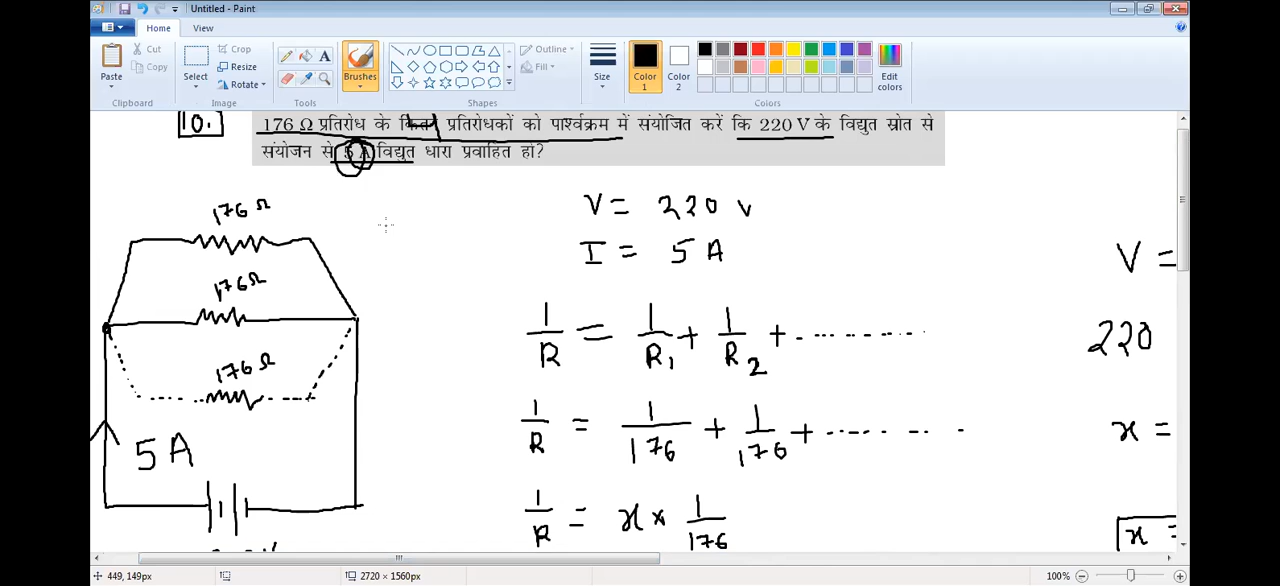 Untitled - Paint
Home View
Cut
Copy
Paste
Clipboard
Select
Crop
Resize
Rotate
Image
A
Tools
Brushes
Outline
Fill
Shapes
Size
Color 1
Color 2
Edit colors
Colors
10. 176 Ω प्रतिरोध के कितने प्रतिरोधकों को पार्श्वक्रम में संयोजित करें कि 220 V के विद्युत स्रोत से
संयोजन से 5 A विद्युत धारा प्रवाहित हो?
176 Ω
176 Ω
176 Ω
5 A
V = 220 V
I = 5 A
1/R = 1/R1 + 1/R2 + ..........
1/R = 1/176 + 1/176 + ..........
1/R = x × 1/176
V =
220
x =
x =
449, 149px
2720 × 1560px
100%